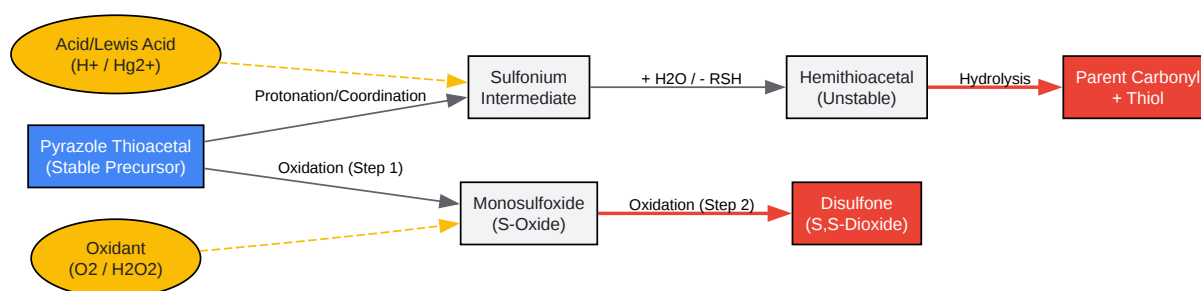 Acid/Lewis Acid
(H+ / Hg2+)
Protonation/Coordination
Sulfonium
Intermediate
+ H2O / - RSH
Hemithioacetal
(Unstable)
Hydrolysis
Parent Carbonyl
+ Thiol
Pyrazole Thioacetal
(Stable Precursor)
Oxidation (Step 1)
Monosulfoxide
(S-Oxide)
Oxidation (Step 2)
Disulfone
(S,S-Dioxide)
Oxidant
(O2 / H2O2)